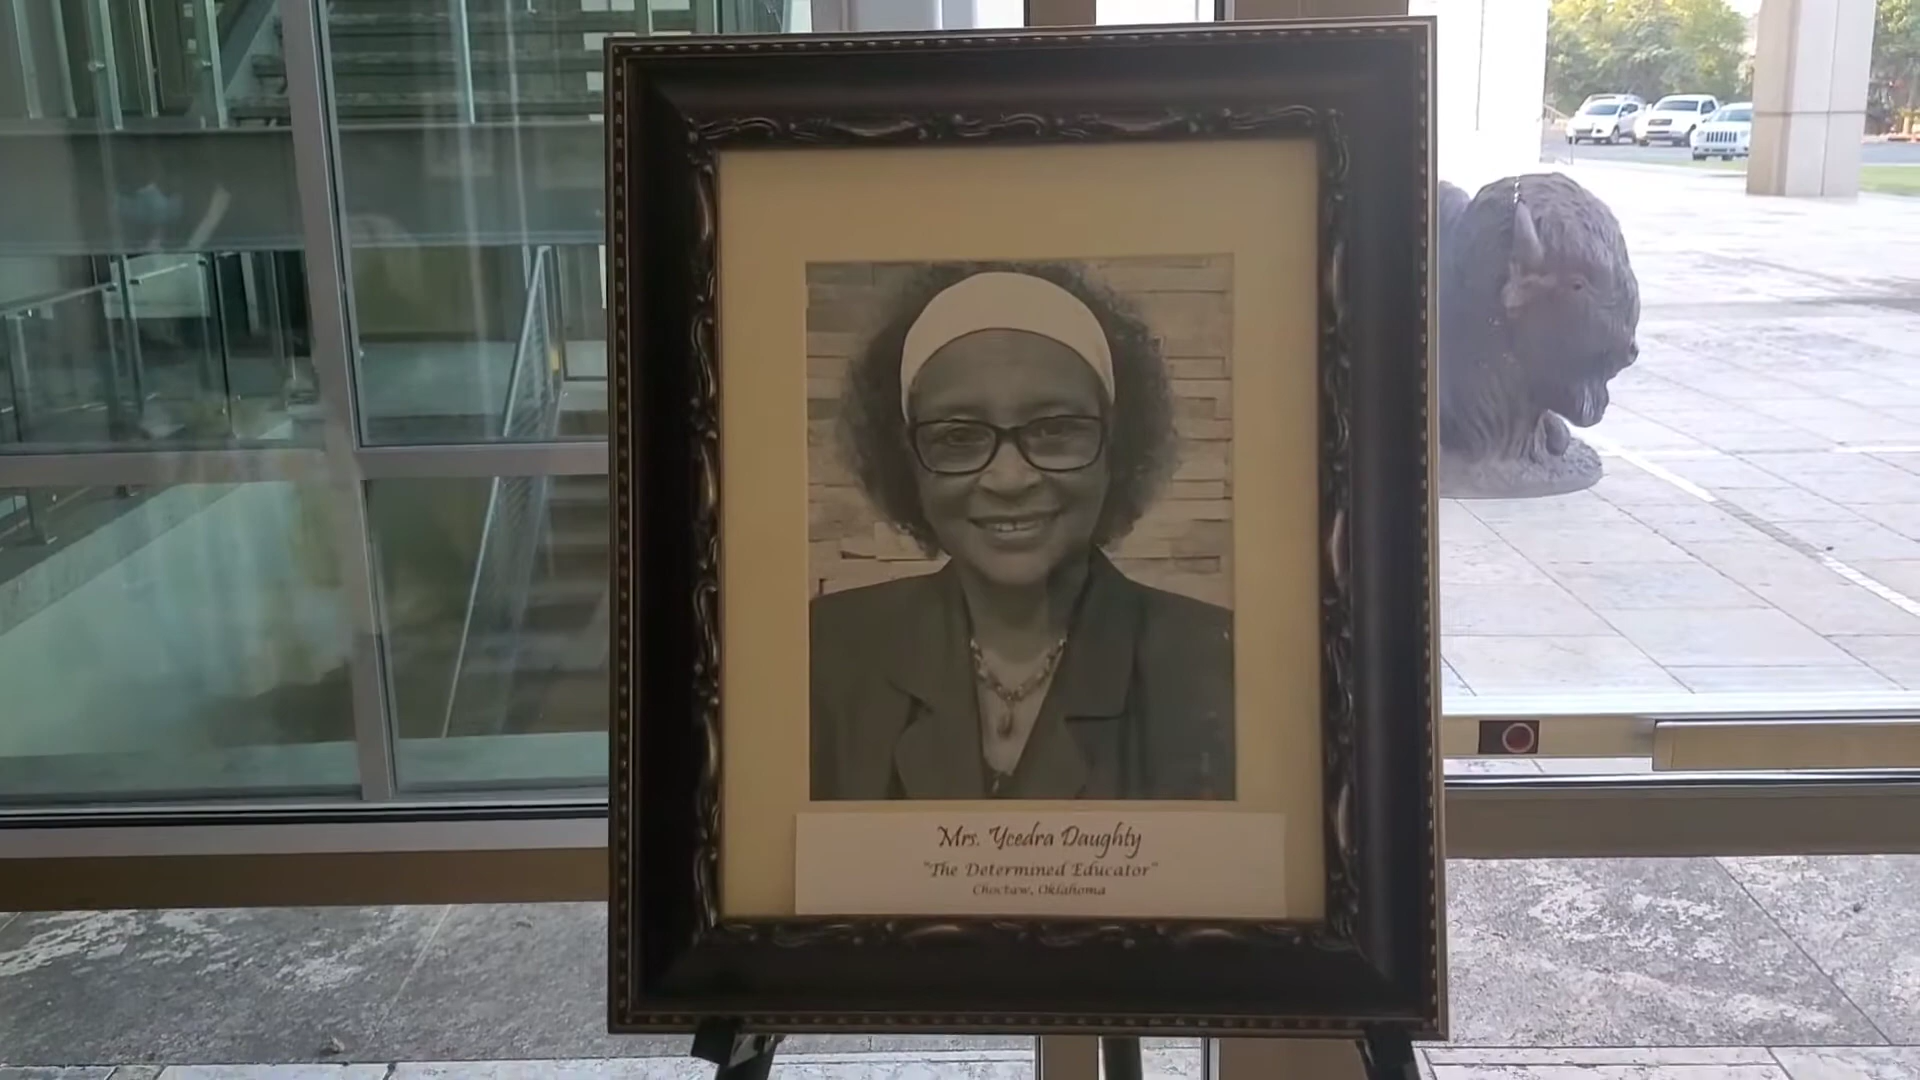 Mrs. Ycedra Daughty
"The Determined Educator"
Choctaw, Oklahoma